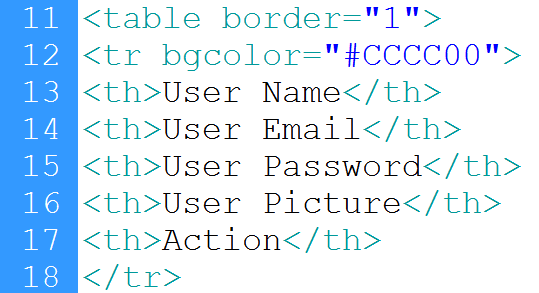 11 <table border="1">
12 <tr bgcolor="#CCCC00">
13 <th>User Name</th>
14 <th>User Email</th>
15 <th>User Password</th>
16 <th>User Picture</th>
17 <th>Action</th>
18 </tr>